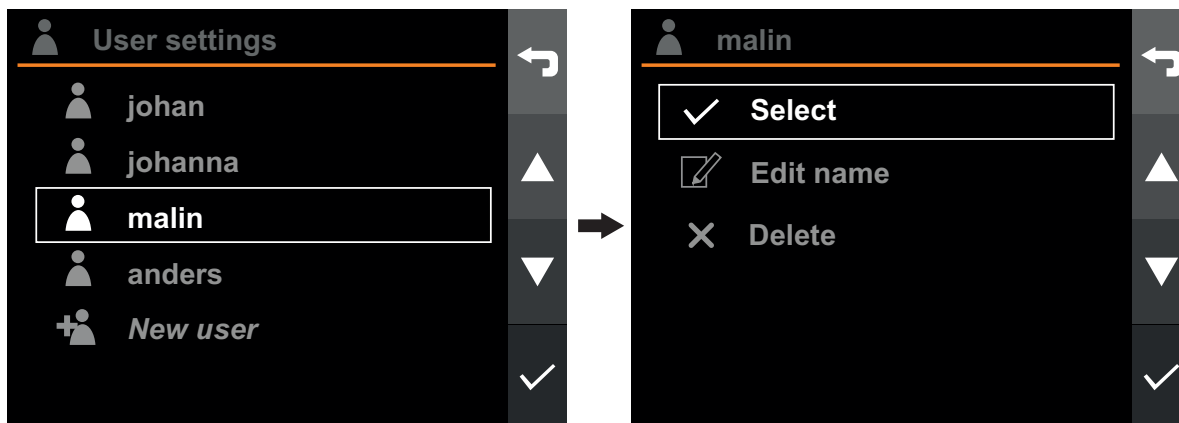 User settings
johan
johanna
malin
anders
New user
malin
Select
Edit name
Delete